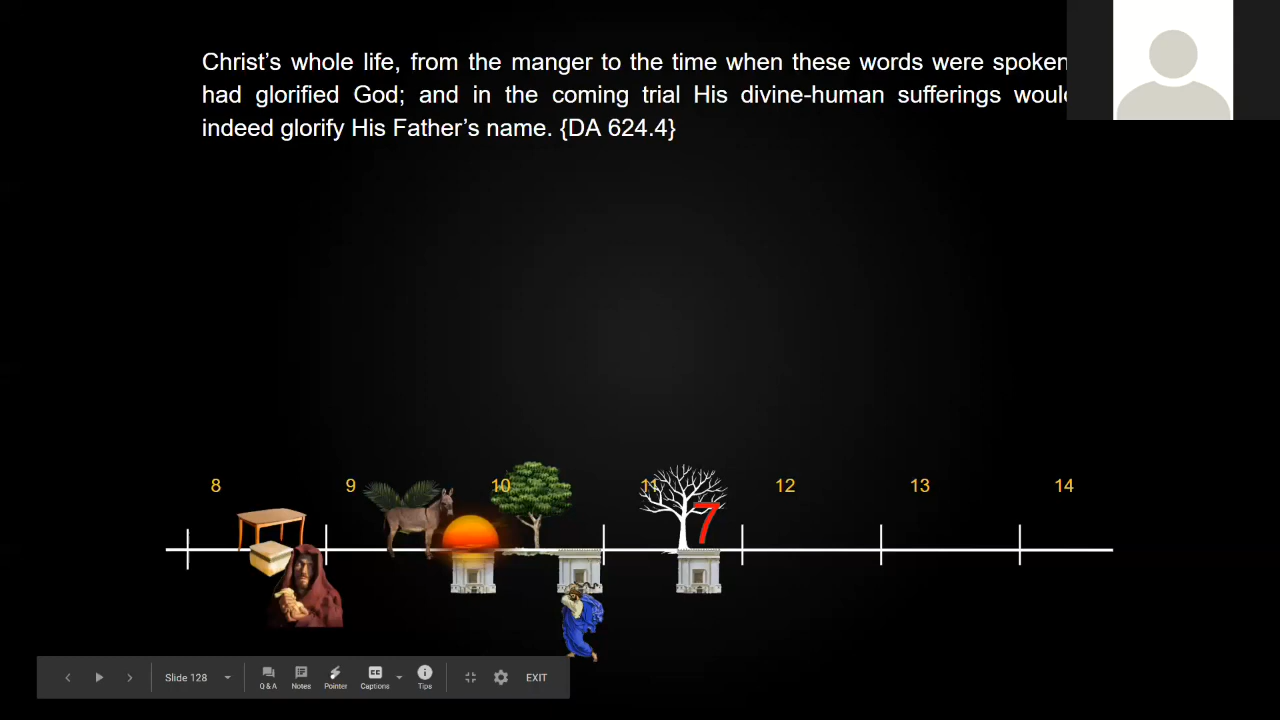 Christ's whole life, from the manger to the time when these words were spoken
had glorified God; and in the coming trial His divine-human sufferings
indeed glorify His Father's name. {DA 624.4}
8 9 10 11 12 13 14
7
Slide 128 Q & A Notes Pointer Captions Tips EXIT